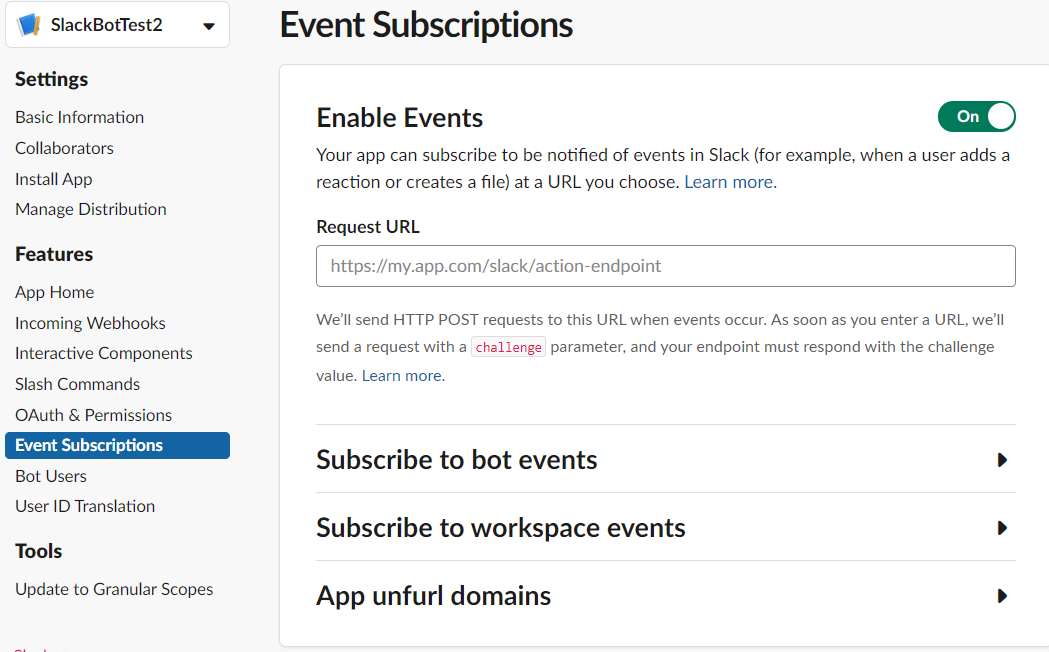 SlackBotTest2
Settings
Basic Information
Collaborators
Install App
Manage Distribution
Features
App Home
Incoming Webhooks
Interactive Components
Slash Commands
OAuth & Permissions
Event Subscriptions
Bot Users
User ID Translation
Tools
Update to Granular Scopes
Event Subscriptions
Enable Events
On
Your app can subscribe to be notified of events in Slack (for example, when a user adds a
reaction or creates a file) at a URL you choose. Learn more.
Request URL
https://my.app.com/slack/action-endpoint
We’ll send HTTP POST requests to this URL when events occur. As soon as you enter a URL, we’ll
send a request with a challenge parameter, and your endpoint must respond with the challenge
value. Learn more.
Subscribe to bot events
Subscribe to workspace events
App unfurl domains